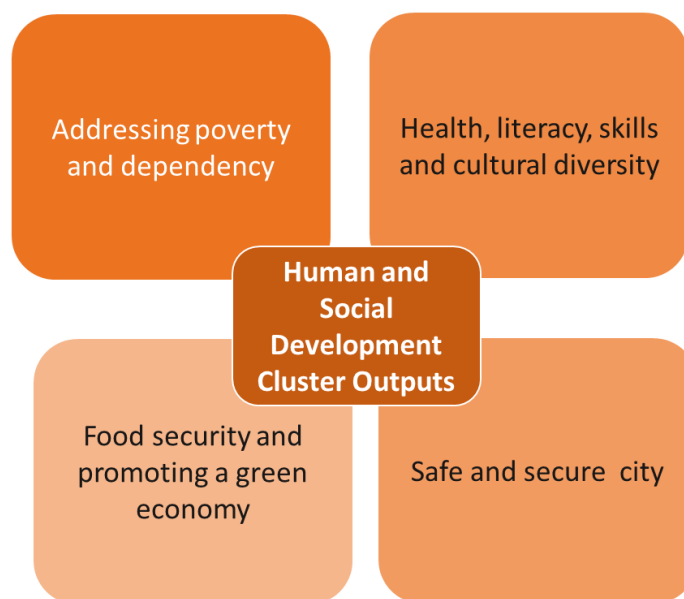 Addressing poverty
and dependency
Health, literacy, skills
and cultural diversity
Human and
Social
Development
Cluster Outputs
Food security and
promoting a green
economy
Safe and secure city